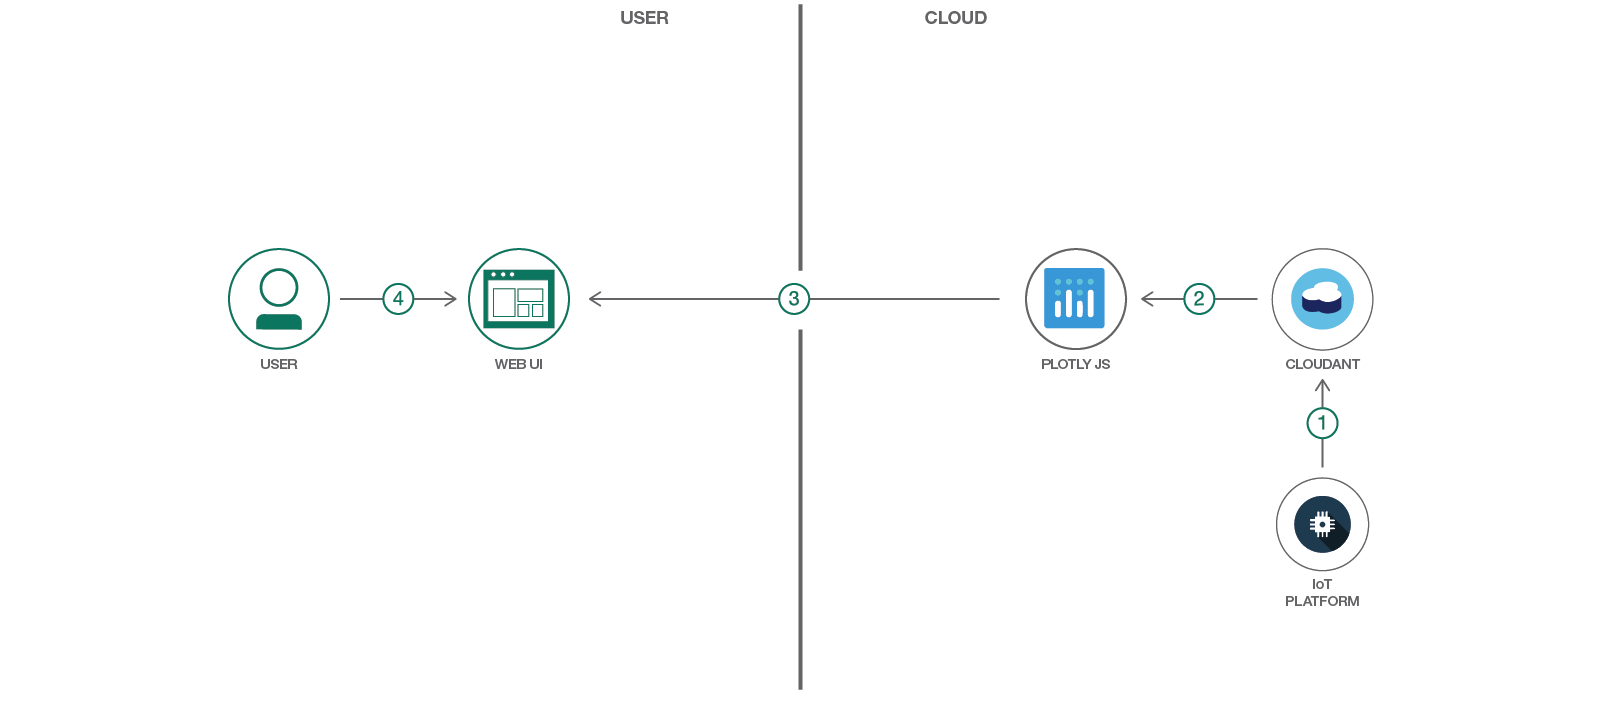 USER
CLOUD
4
3
2
USER
WEB UI
PLOTLY JS
CLOUDANT
1
IoT
PLATFORM